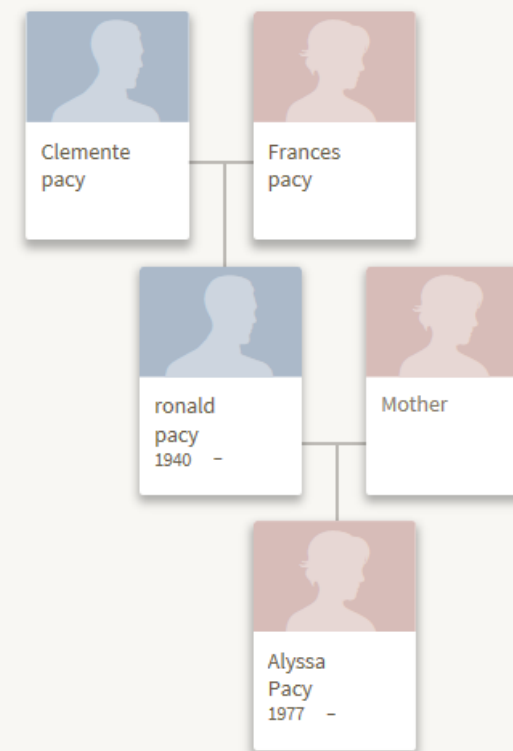 Clemente
pacy
Frances
pacy
ronald
pacy
1940 –
Mother
Alyssa
Pacy
1977 –